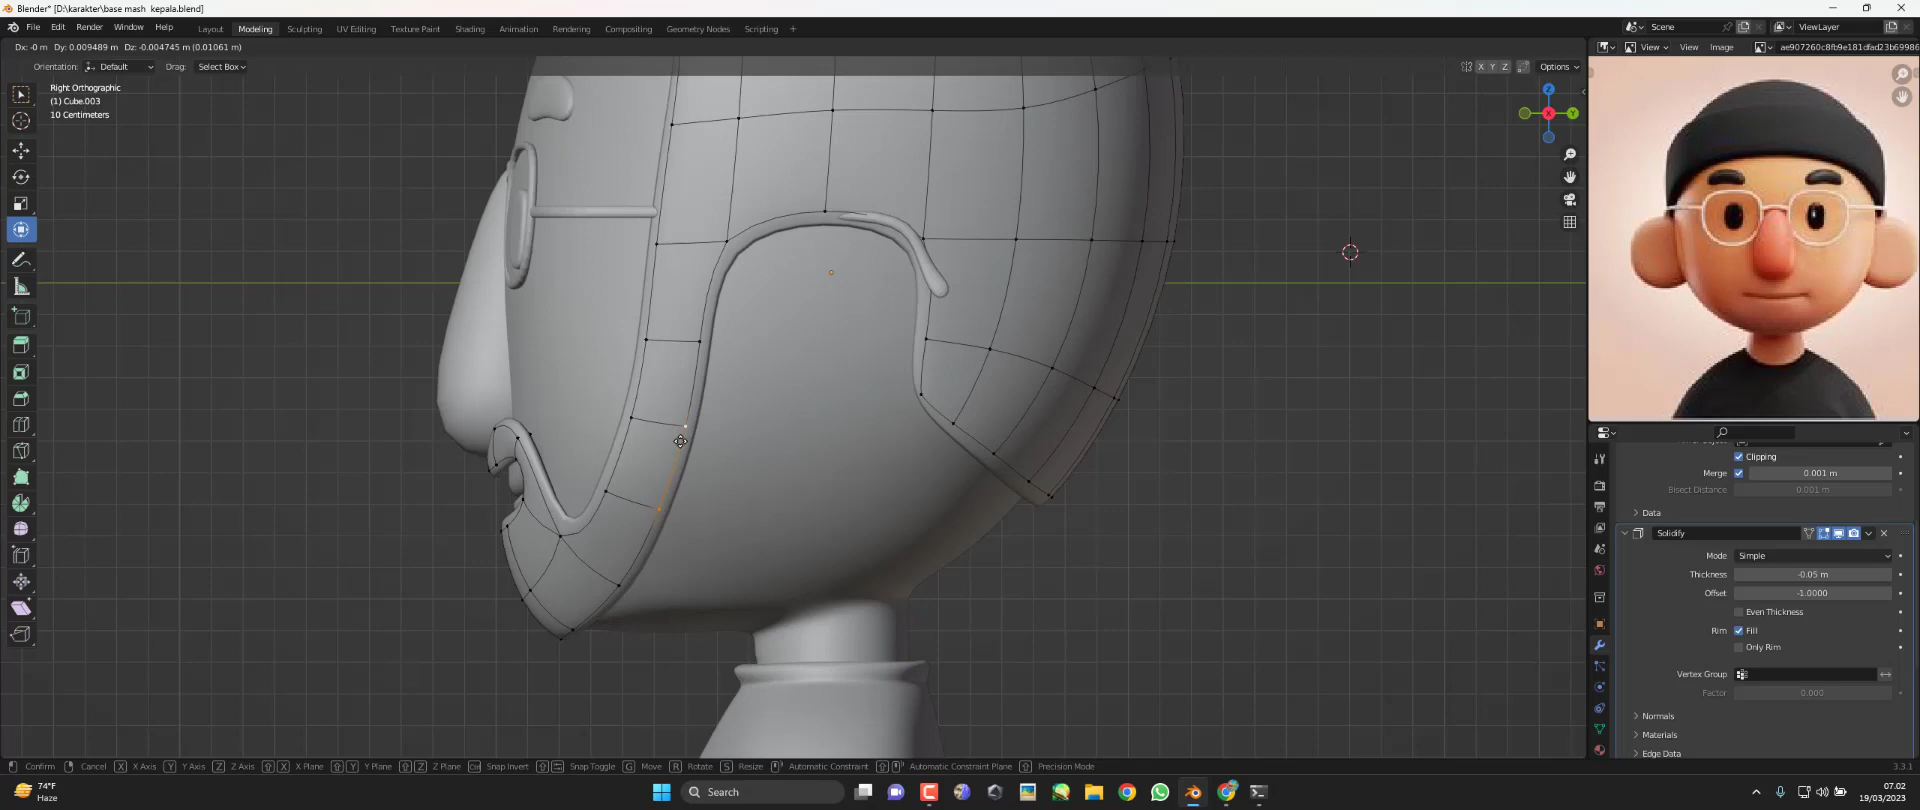 Blender* [D:\karakter\base mash  kepala.blend]
File Edit Render Window Help
Layout Modeling Sculpting UV Editing Texture Paint Shading Animation Rendering Compositing Geometry Nodes Scripting +
Scene ViewLayer
Dx: -0 m  Dy: 0.009489 m  Dz: -0.004745 m (0.01061 m)
View View Image ae907260c8fb9e181dfad23b69986
Orientation: Default Drag: Select Box
X Y Z Options
Right Orthographic
(1) Cube.003
10 Centimeters
Z
X
Y
Clipping
Merge 0.001 m
Bisect Distance 0.001 m
Data
Solidify
Mode Simple
Thickness -0.05 m
Offset -1.0000
Even Thickness
Rim Fill
Only Rim
Vertex Group
Factor 0.000
Normals
Materials
Edge Data
Confirm Cancel X X Axis Y Y Axis Z Z Axis X X Plane Y Y Plane Z Z Plane Snap Invert Snap Toggle G Move R Rotate S Resize Automatic Constraint Automatic Constraint Plane Precision Mode
3.3.1
74°F
Haze
Search
07.02
19/03/2023